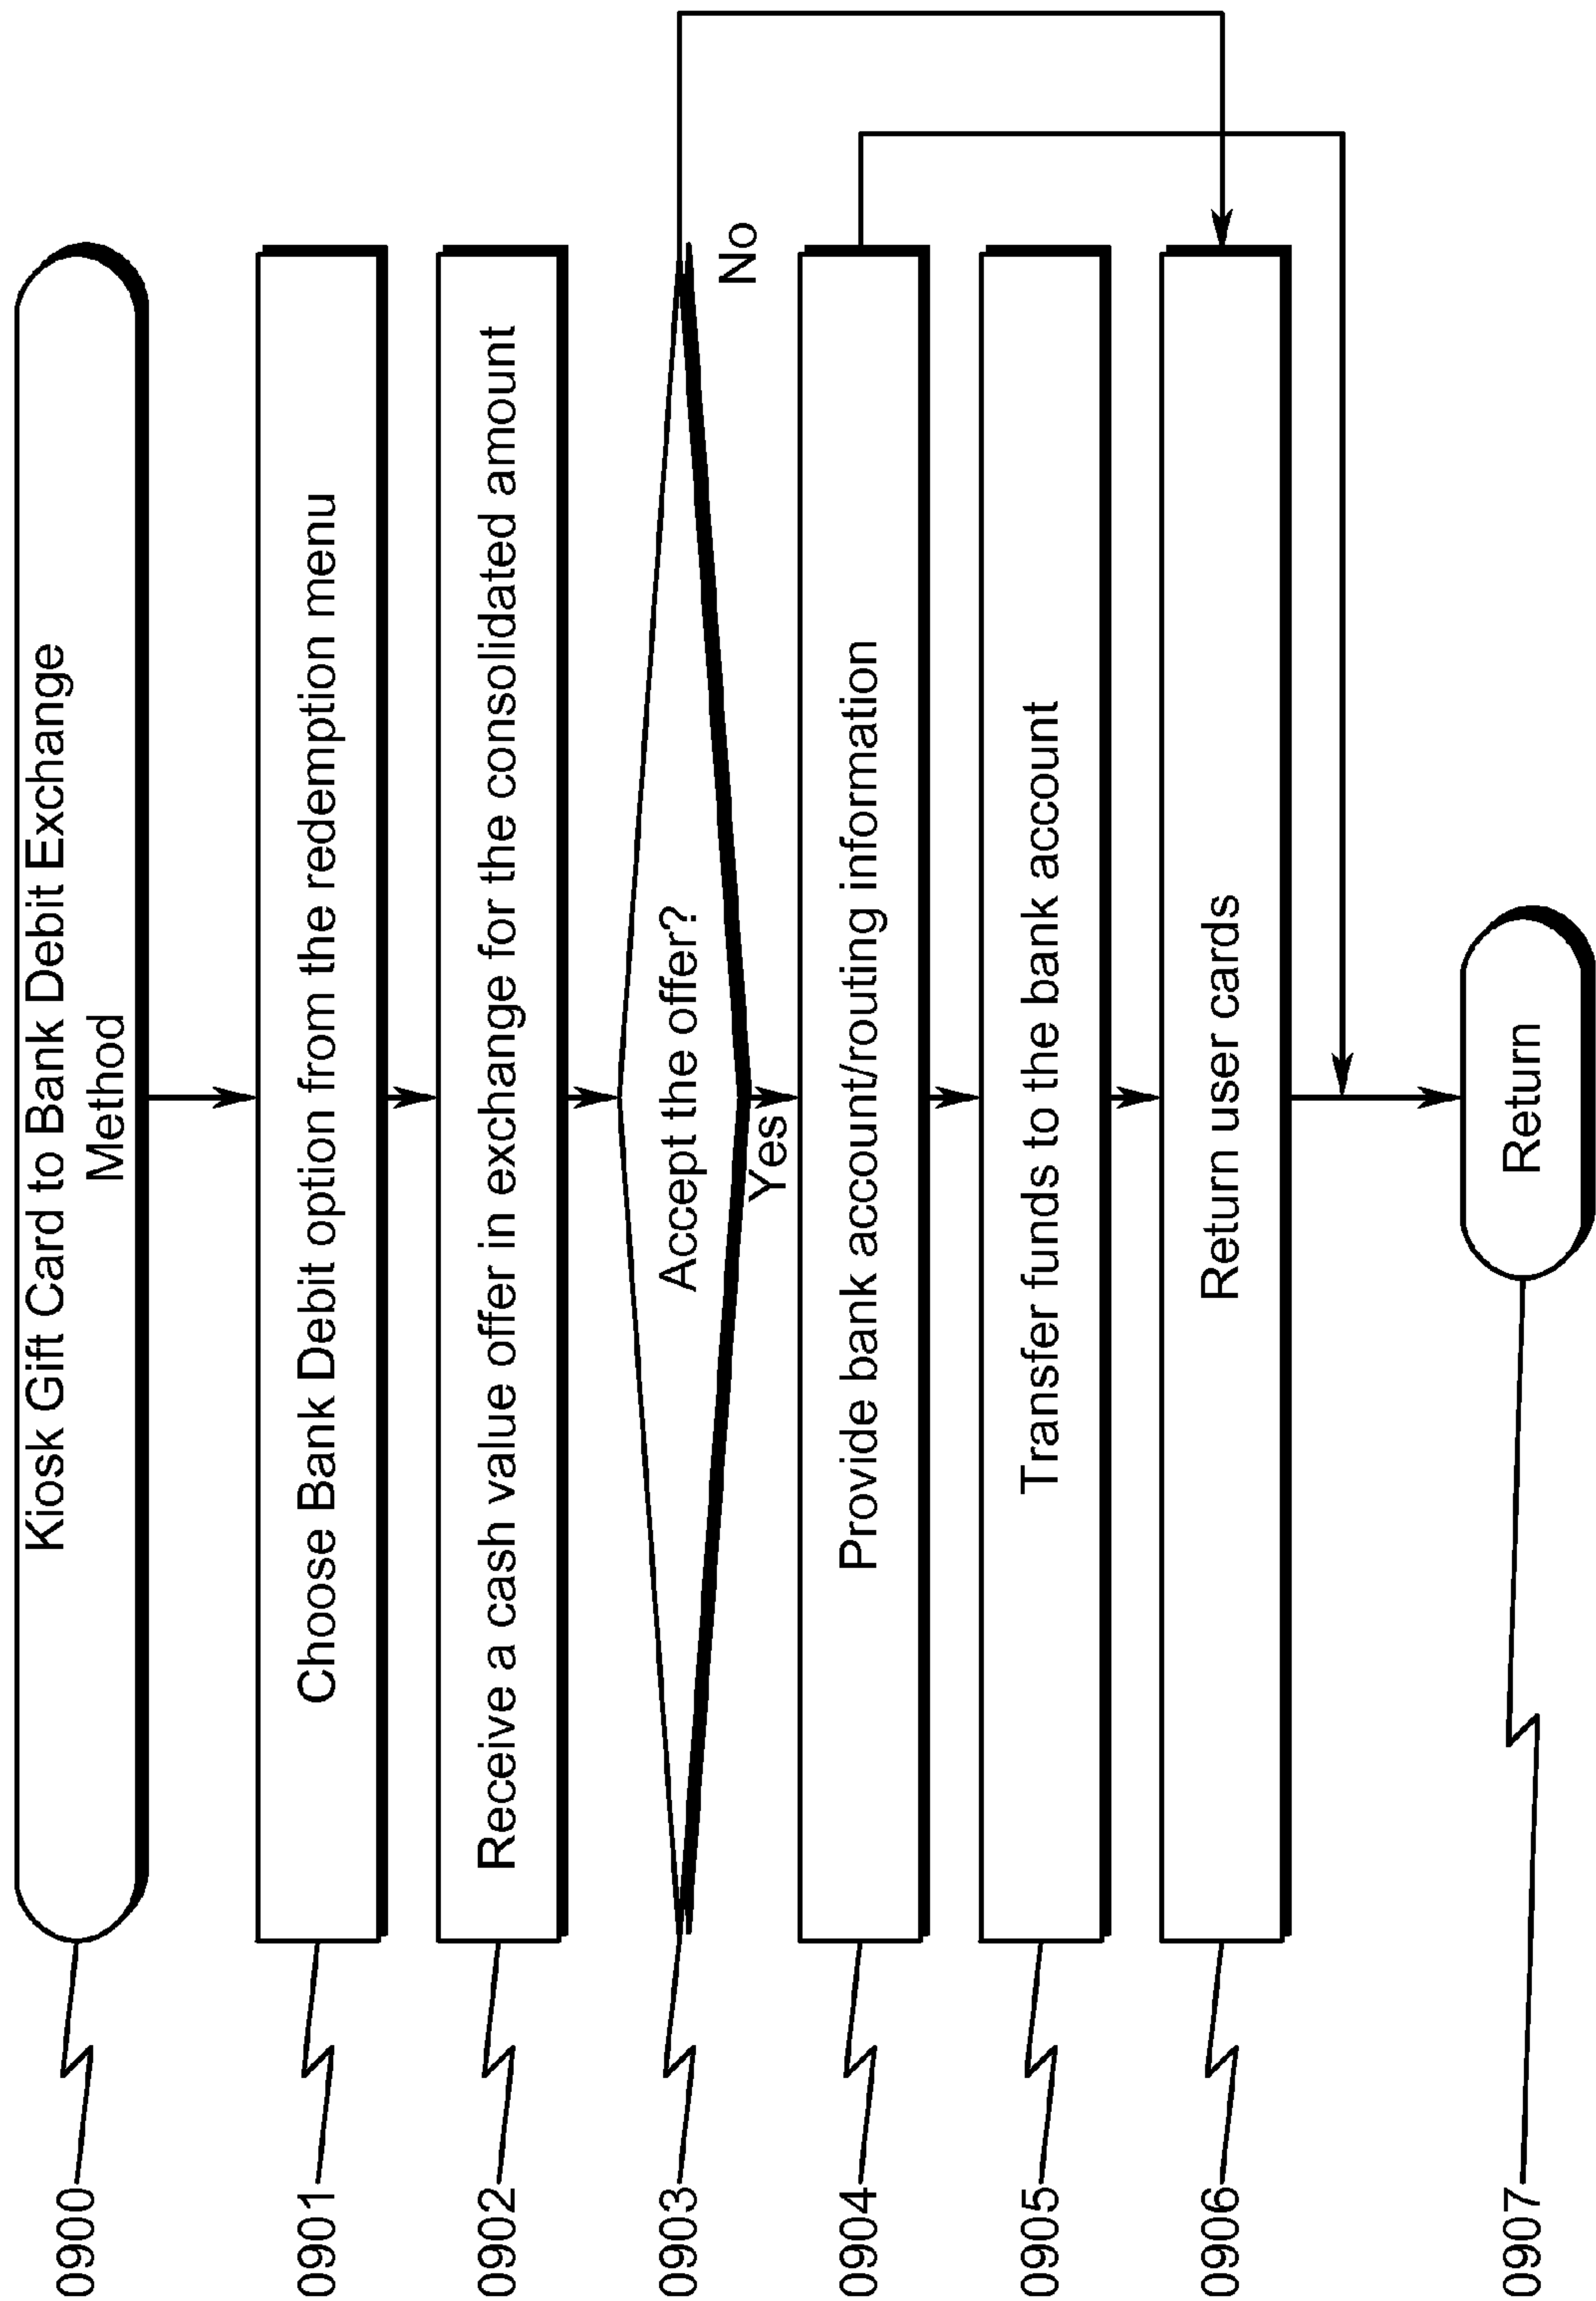 Kiosk Gift Card to Bank Debit Exchange
Method
0900
Choose Bank Debit option from the redemption menu
0901
Receive a cash value offer in exchange for the consolidated amount
0902
Accept the offer?
0903
No
Yes
Provide bank account/routing information
0904
Transfer funds to the bank account
0905
Return user cards
0906
Return
0907